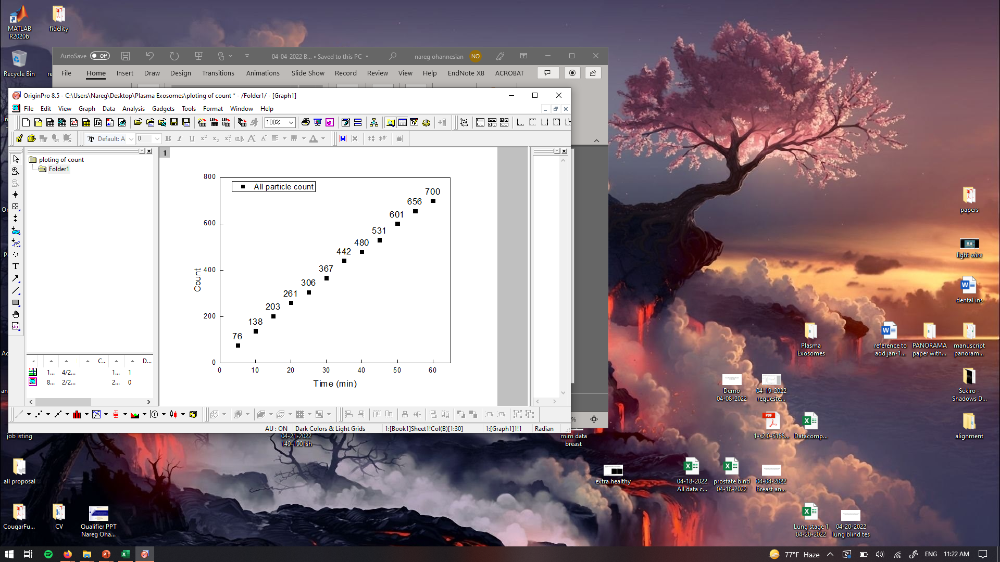 MATLAB
R2020b
fidelity
Recycle Bin
re
AutoSave Off 04-04-2022 B... • Saved to this PC nareg ohannesian NO
File Home Insert Draw Design Transitions Animations Slide Show Record Review View Help EndNote X8 ACROBAT
OriginPro 8.5 - C:\Users\Nareg\Desktop\Plasma Exosomes\ploting of count * - /Folder1/ - [Graph1]
File Edit View Graph Data Analysis Gadgets Tools Format Window Help
100%
Default: A 0 B I U
ploting of count
Folder1
1
800
600
400
200
0
Count
All particle count
76
138
203
261
306
367
442
480
531
601
656
700
0 10 20 30 40 50 60
Time (min)
C.. D...
1... 4/2... 1... 1
8... 2/2... 2... 0
AU : ON Dark Colors & Light Grids 1:[Book1]Sheet1!Col(B)[1:30] 1:[Graph1]1!1 Radian
%
job isting
04-21-2022
149-190 ish
mim data
breast
all proposal
CougarFu...
CV
Qualifier PPT
Nareg Oha...
papers
light wire
dental ins
Plasma
Exosomes
reference to
add jan-1...
PANORAMA
paper with...
manuscript
panoram...
Demo
04-08-2022
04-19-2022
requeste...
Sekiro -
Shadows D...
PDF
1-s2.0-S155...
Datacomp...
alignment
extra healthy
04-18-2022
All data c...
prostate bind
04-18-2022
04-04-2022
Breast an...
Lung stage 1
04-20-2022
04-20-2022
lung blind tes
77°F Haze ENG 11:22 AM